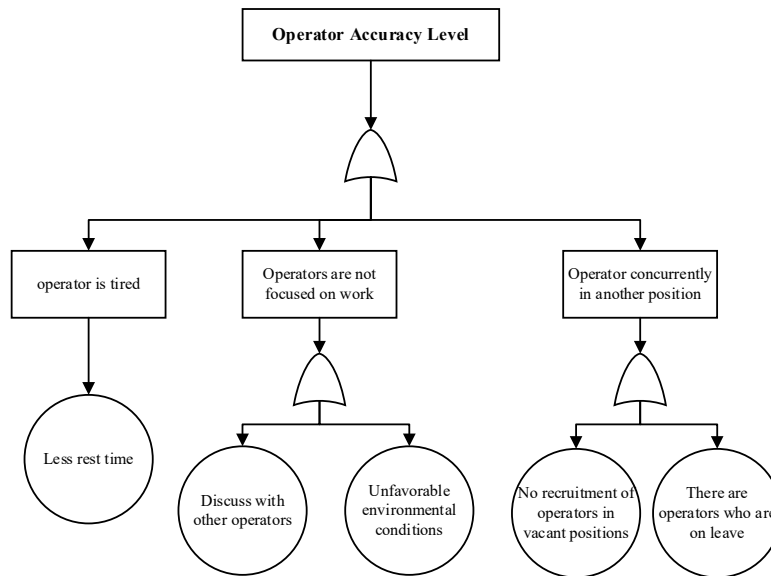 Operator Accuracy Level
operator is tired
Operators are not
focused on work
Operator concurrently
in another position
Less rest time
Discuss with
other operators
Unfavorable
environmental
conditions
No recruitment of
operators in
vacant positions
There are
operators who are
on leave